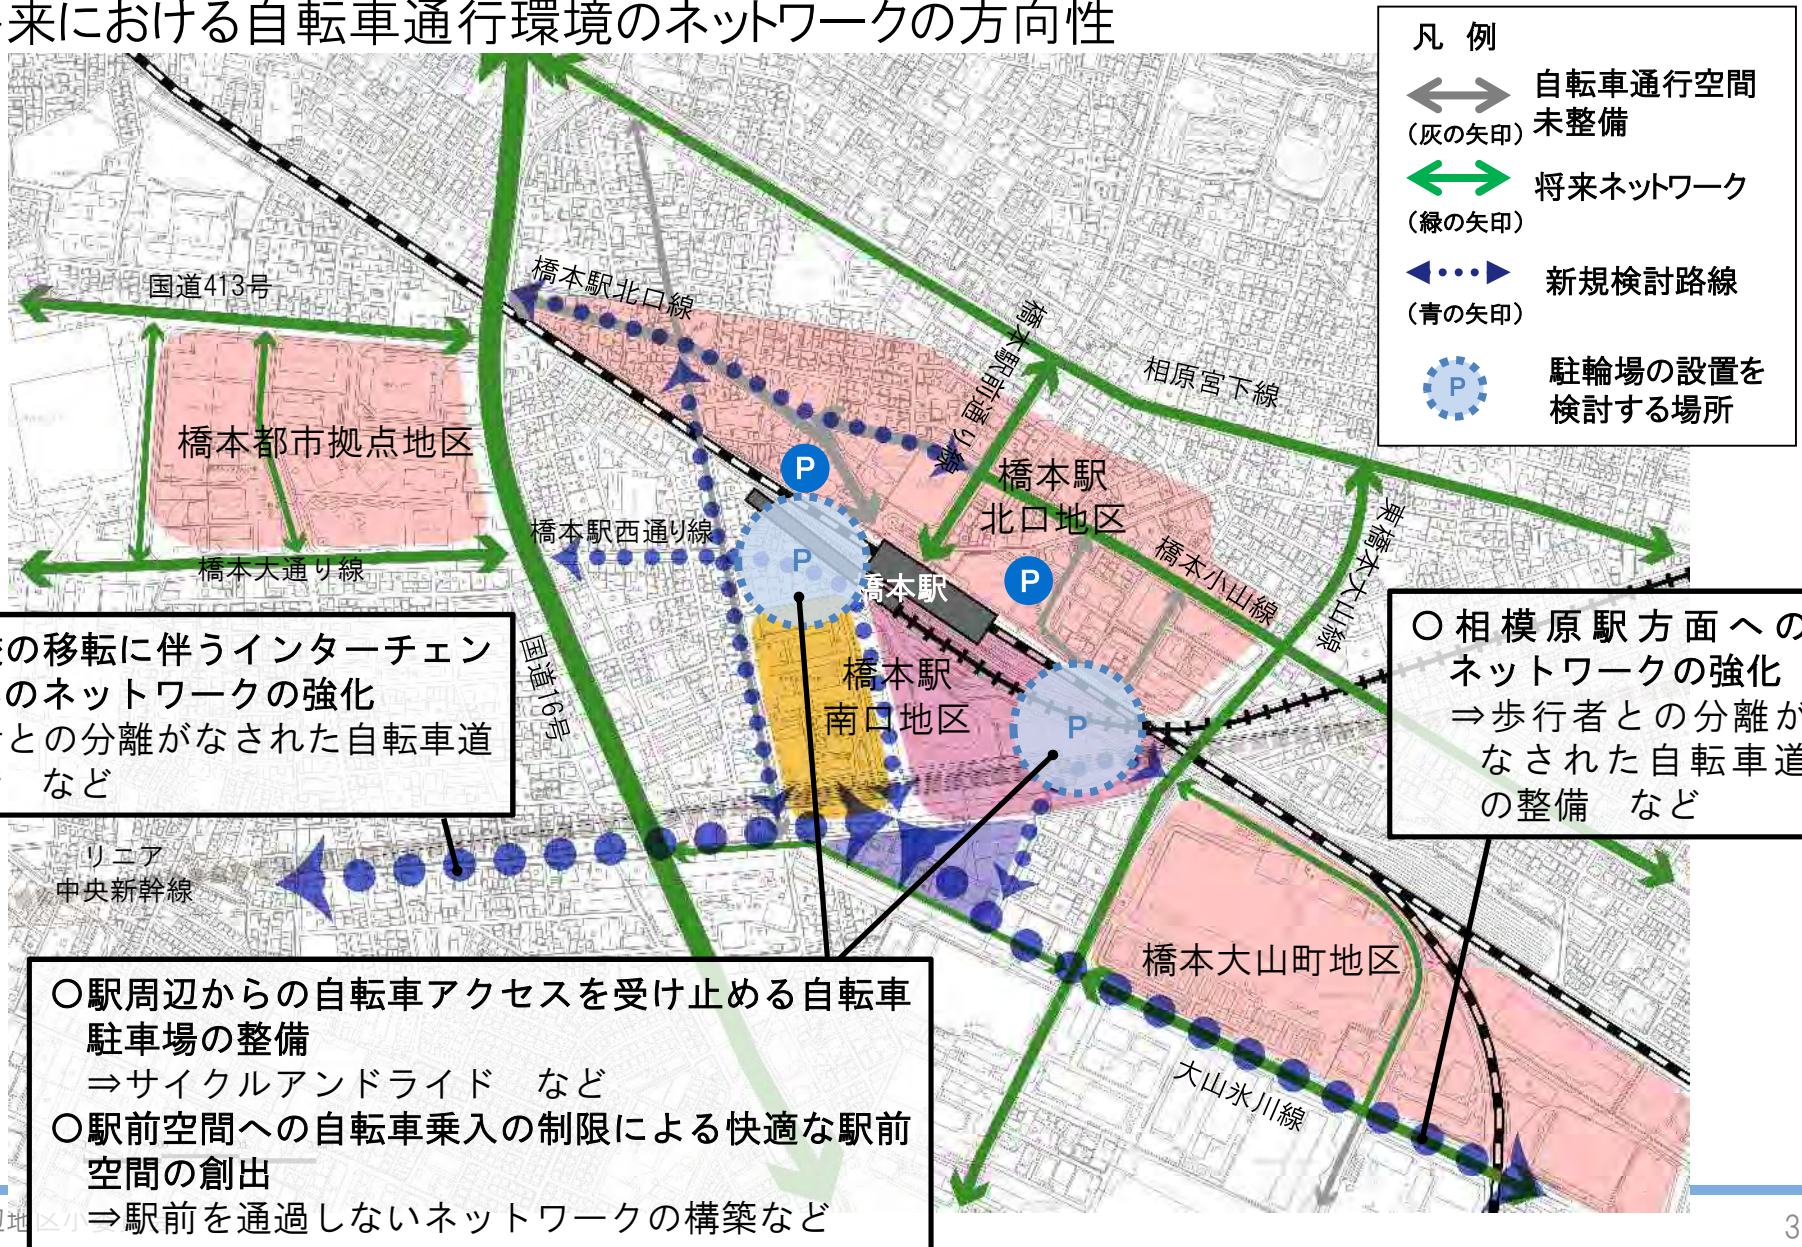 来における自転車通行環境のネットワークの方向性
凡 例
自転車通行空間
未整備
(灰の矢印)
将来ネットワーク
(緑の矢印)
新規検討路線
(青の矢印)
P
駐輪場の設置を
検討する場所
国道413号
橋本駅北口線
橋本駅前通り線
相原宮下線
橋本都市拠点地区
P
橋本駅
北口地区
橋本駅西通り線
P
橋本大通り線
橋本駅
P
橋本小山線
東橋本大山線
国道16号
橋本駅
南口地区
P
の移転に伴うインターチェン
のネットワークの強化
との分離がなされた自転車道
など
○相模原駅方面への
ネットワークの強化
⇒歩行者との分離が
なされた自転車道
の整備 など
リニア
中央新幹線
橋本大山町地区
大山氷川線
○駅周辺からの自転車アクセスを受け止める自転車
駐車場の整備
⇒サイクルアンドライド など
○駅前空間への自転車乗入の制限による快適な駅前
空間の創出
⇒駅前を通過しないネットワークの構築など
地区小
3